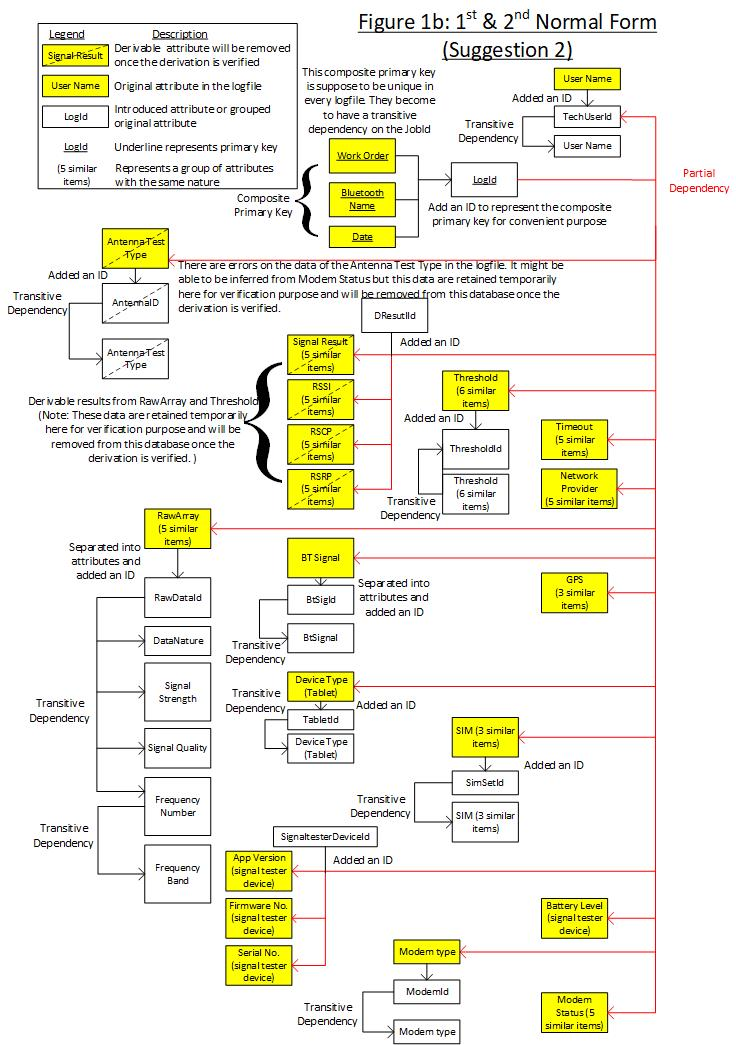 Figure 1b: 1st & 2nd Normal Form
(Suggestion 2)
Legend
Description
Signal Result
Derivable attribute will be removed
once the derivation is verified
User Name
Original attribute in the logfile
LogId
Introduced attribute or grouped
original attribute
LogId
Underline represents primary key
(5 similar
items)
Represents a group of attributes
with the same nature
This composite primary key
is suppose to be unique in
every logfile. They become
to have a transitive
dependency on the JobId
User Name
Added an ID
TechUserId
Transitive
Dependency
User Name
Work Order
Bluetooth
Name
Date
Composite
Primary Key
LogId
Partial
Dependency
Add an ID to represent the composite
primary key for convenient purpose
Antenna Test
Type
Added an ID
AntennaID
Transitive
Dependency
Antenna Test
Type
There are errors on the data of the Antenna Test Type in the logfile. It might be
able to be inferred from Modem Status but this data are retained temporarily
here for verification purpose and will be removed from this database once the
derivation is verified.
DResutlId
Added an ID
Signal Result
(5 similar
items)
RSSI
(5 similar
items)
RSCP
(5 similar
items)
RSRP
(5 similar
items)
Derivable results from RawArray and Threshold
(Note: These data are retained temporarily
here for verification purpose and will be
removed from this database once the
derivation is verified. )
Threshold
(6 similar
items)
Added an ID
ThresholdId
Threshold
(6 similar
items)
Transitive
Dependency
Timeout
(5 similar
items)
Network
Provider
(5 similar items)
RawArray
(5 similar
items)
Separated into
attributes and
added an ID
RawDataId
DataNature
Signal
Strength
Transitive
Dependency
Signal Quality
Frequency
Number
Transitive
Dependency
Frequency
Band
BT Signal
Separated into
attributes and
added an ID
BtSigId
BtSignal
Transitive
Dependency
GPS
(3 similar
items)
Device Type
(Tablet)
Added an ID
Transitive
Dependency
TabletId
Device Type
(Tablet)
SIM (3 similar
items)
Added an ID
SimSetId
Transitive
Dependency
SIM (3 similar
items)
SignaltesterDeviceId
Added an ID
App Version
(signal tester
device)
Firmware No.
(signal tester
device)
Serial No.
(signal tester
device)
Battery Level
(signal tester
device)
Modem type
ModemId
Transitive
Dependency
Modem type
Modem
Status (5
similar items)